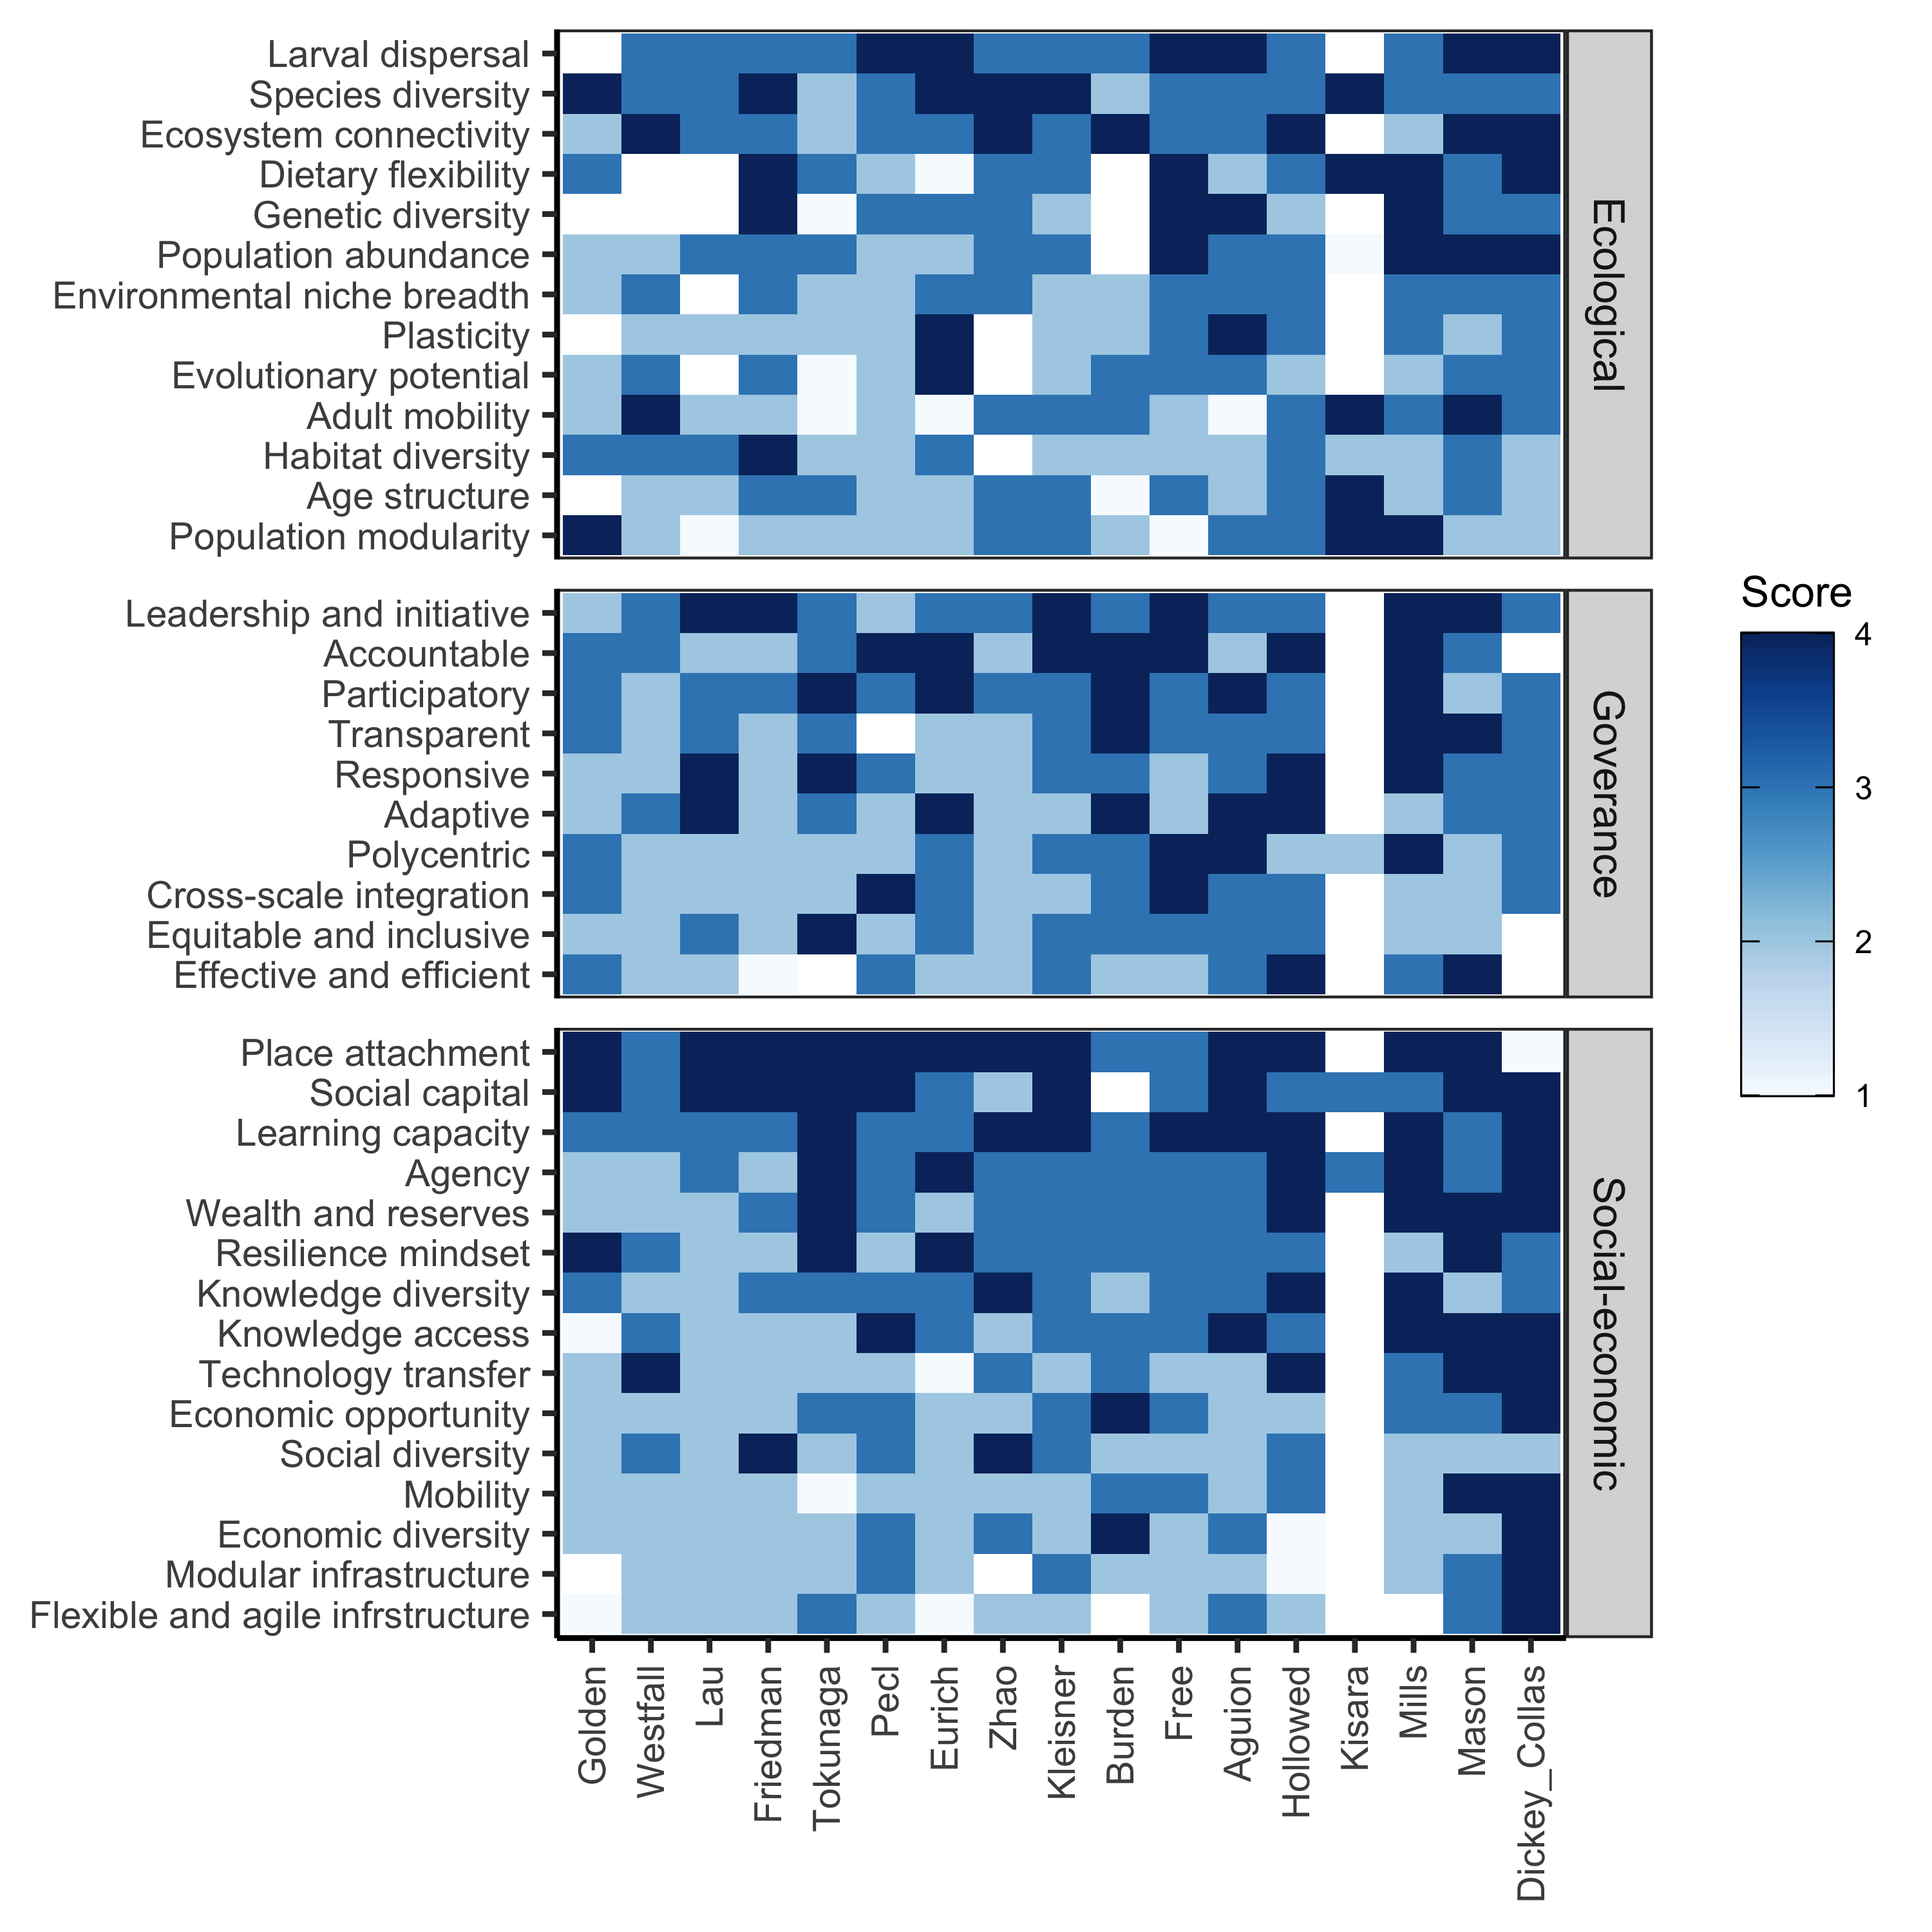 Larval dispersal
Species diversity
Ecosystem connectivity
Dietary flexibility
Genetic diversity
Population abundance
Environmental niche breadth
Plasticity
Evolutionary potential
Adult mobility
Habitat diversity
Age structure
Population modularity
Ecological
Leadership and initiative
Accountable
Participatory
Transparent
Responsive
Adaptive
Polycentric
Cross-scale integration
Equitable and inclusive
Effective and efficient
Goverance
Place attachment
Social capital
Learning capacity
Agency
Wealth and reserves
Resilience mindset
Knowledge diversity
Knowledge access
Technology transfer
Economic opportunity
Social diversity
Mobility
Economic diversity
Modular infrastructure
Flexible and agile infrstructure
Social-economic
Golden
Westfall
Lau
Friedman
Tokunaga
Pecl
Eurich
Zhao
Kleisner
Burden
Free
Aguion
Hollowed
Kisara
Mills
Mason
Dickey_Collas
Score
4
3
2
1